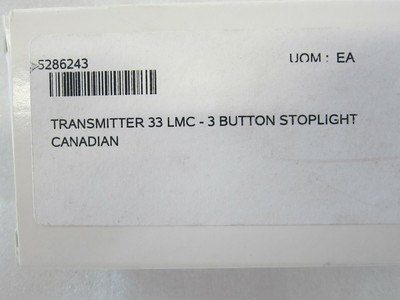 5286243 UOM : EA
TRANSMITTER 33 LMC - 3 BUTTON STOPLIGHT
CANADIAN